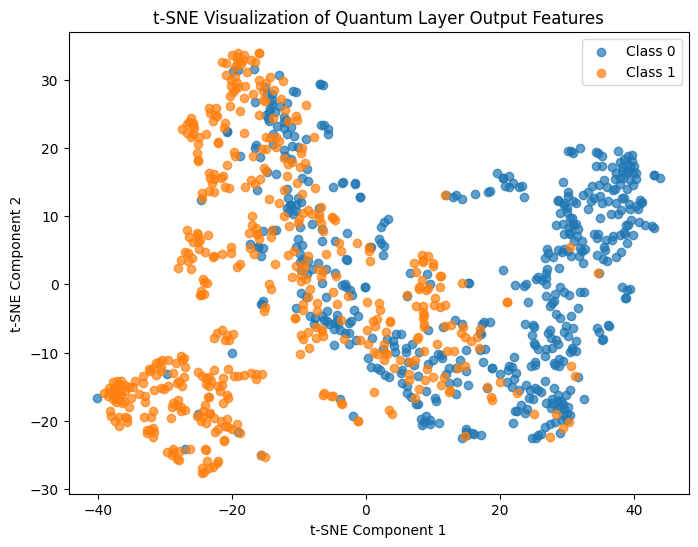 t-SNE Visualization of Quantum Layer Output Features
Class 0
Class 1
30
20
10
0
−10
−20
−30
t-SNE Component 2
−40
−20
0
20
40
t-SNE Component 1